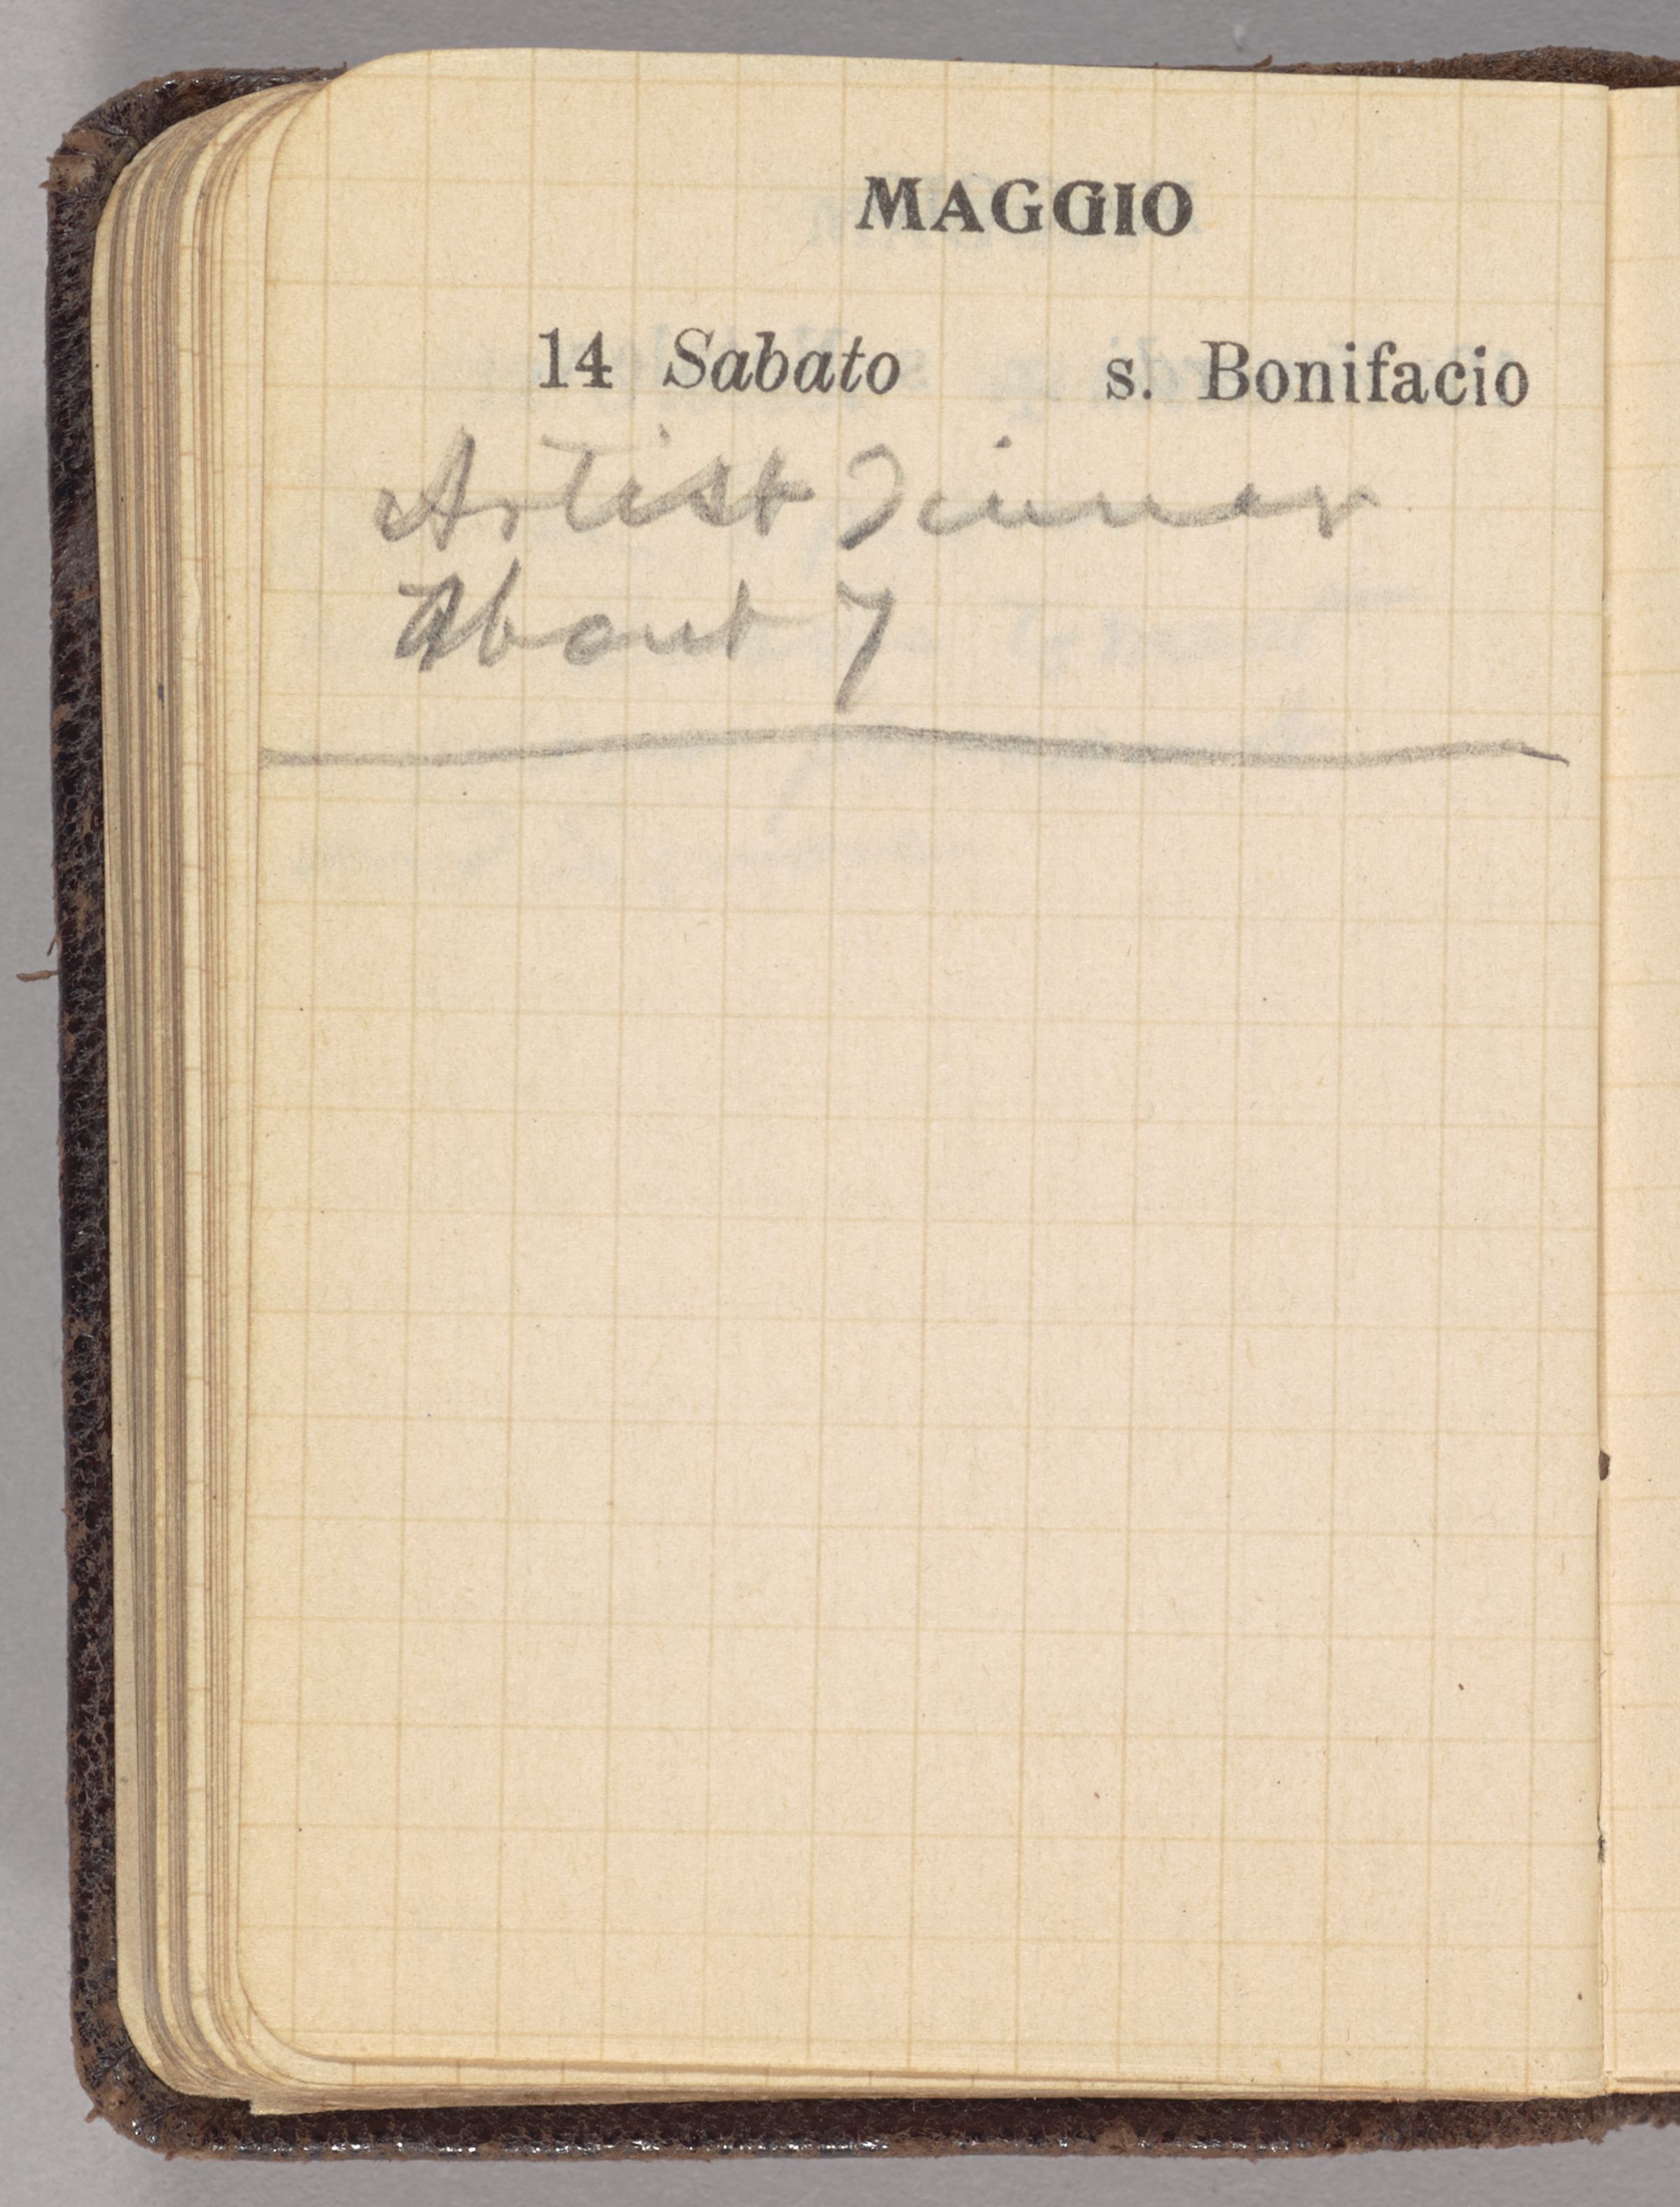 MAGGIO
14 Sabato s. Bonifacio
Artist Dinner
About 7